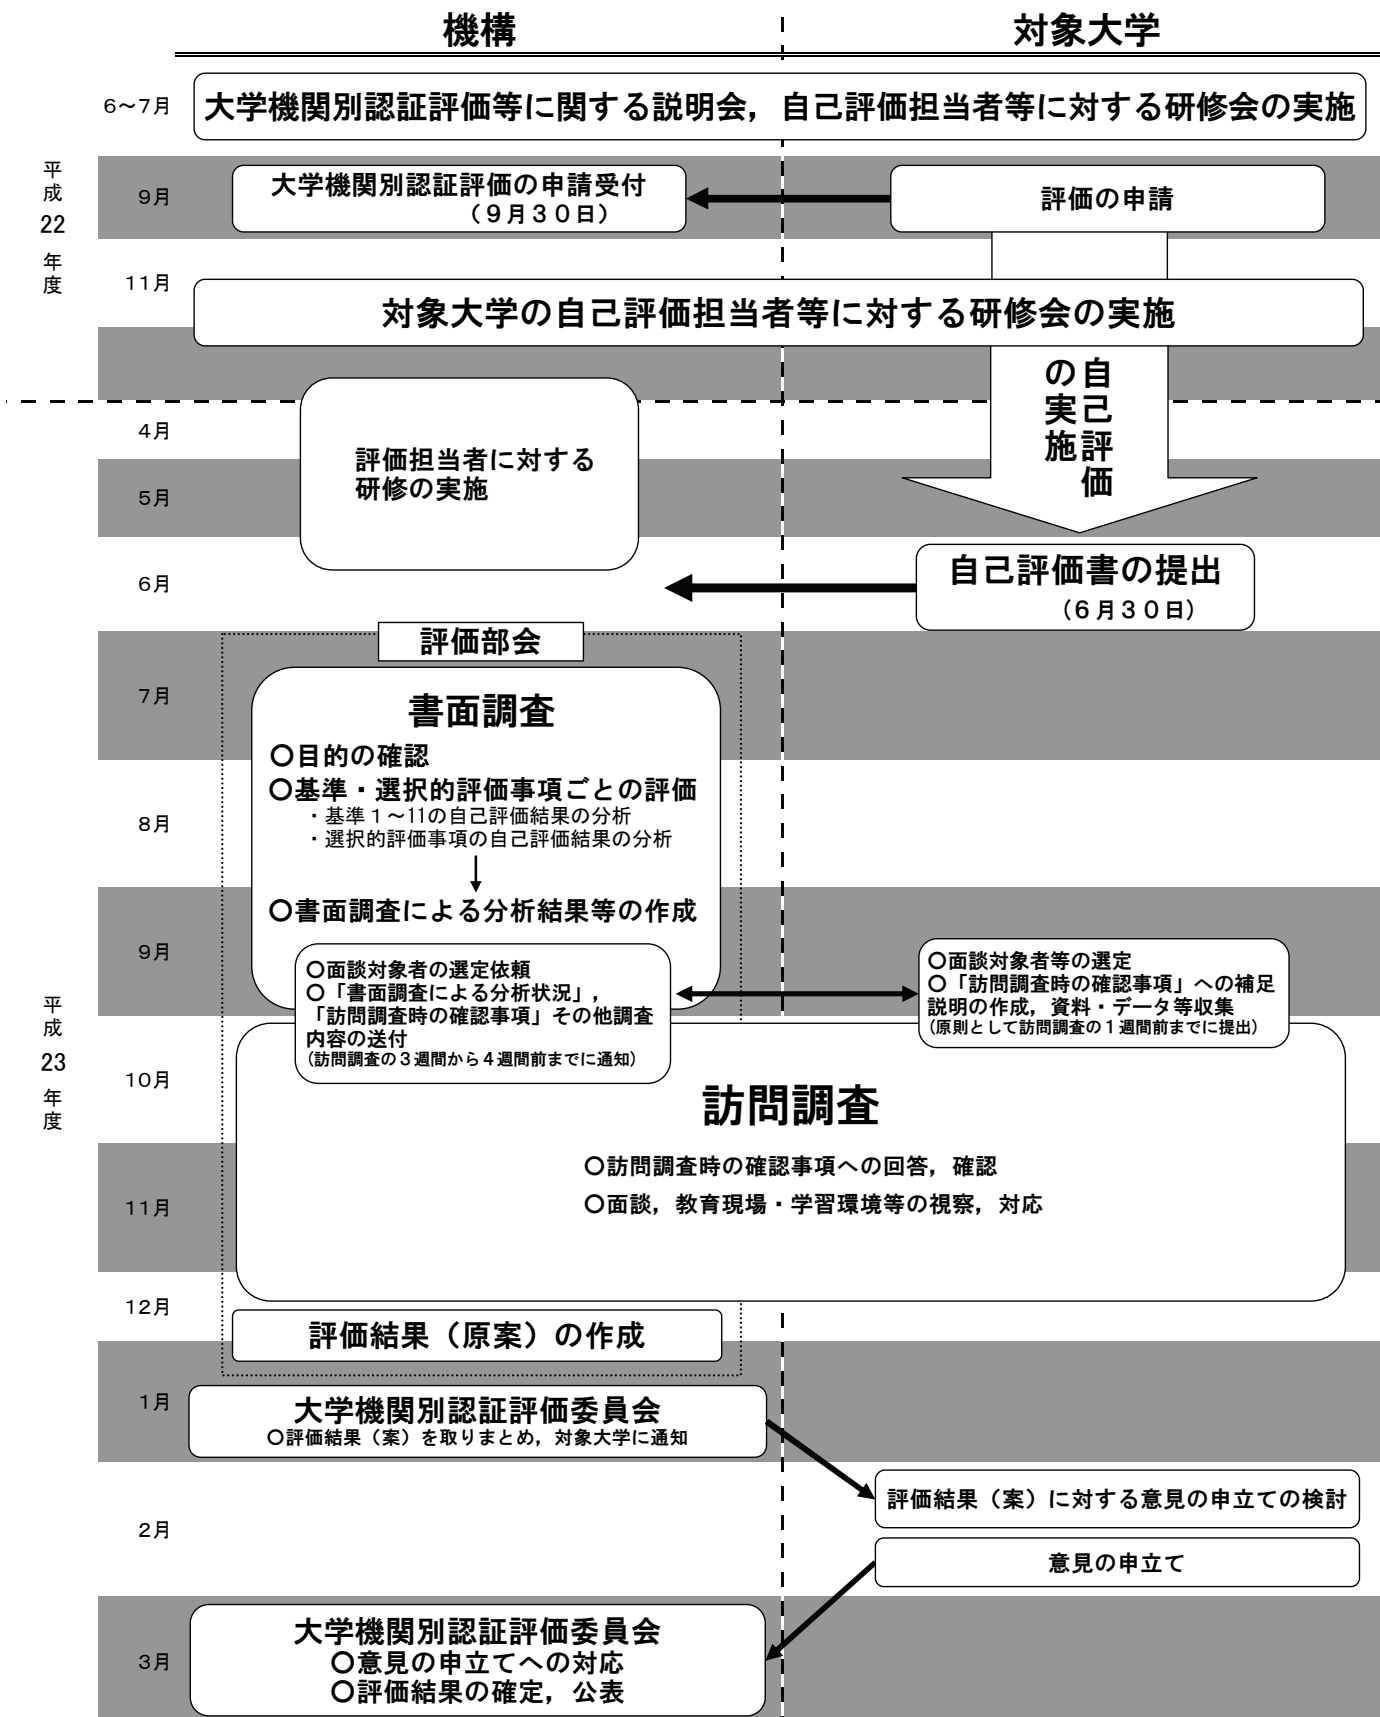 機構
対象大学
6～7月
大学機関別認証評価等に関する説明会，自己評価担当者等に対する研修会の実施
平成22年度
9月
大学機関別認証評価の申請受付
（９月３０日）
評価の申請
11月
対象大学の自己評価担当者等に対する研修会の実施
自己評価
の実施
4月
評価担当者に対する
研修の実施
5月
6月
自己評価書の提出
（６月３０日）
評価部会
7月
書面調査
○目的の確認
○基準・選択的評価事項ごとの評価
・基準１～11の自己評価結果の分析
・選択的評価事項の自己評価結果の分析
8月
○書面調査による分析結果等の作成
9月
○面談対象者の選定依頼
○「書面調査による分析状況」，
「訪問調査時の確認事項」その他調査
内容の送付
（訪問調査の３週間から４週間前までに通知）
○面談対象者等の選定
○「訪問調査時の確認事項」への補足
説明の作成，資料・データ等収集
（原則として訪問調査の１週間前までに提出）
平成23年度
10月
訪問調査
○訪問調査時の確認事項への回答，確認
○面談，教育現場・学習環境等の視察，対応
11月
12月
評価結果（原案）の作成
1月
大学機関別認証評価委員会
○評価結果（案）を取りまとめ，対象大学に通知
評価結果（案）に対する意見の申立ての検討
2月
意見の申立て
3月
大学機関別認証評価委員会
○意見の申立てへの対応
○評価結果の確定，公表